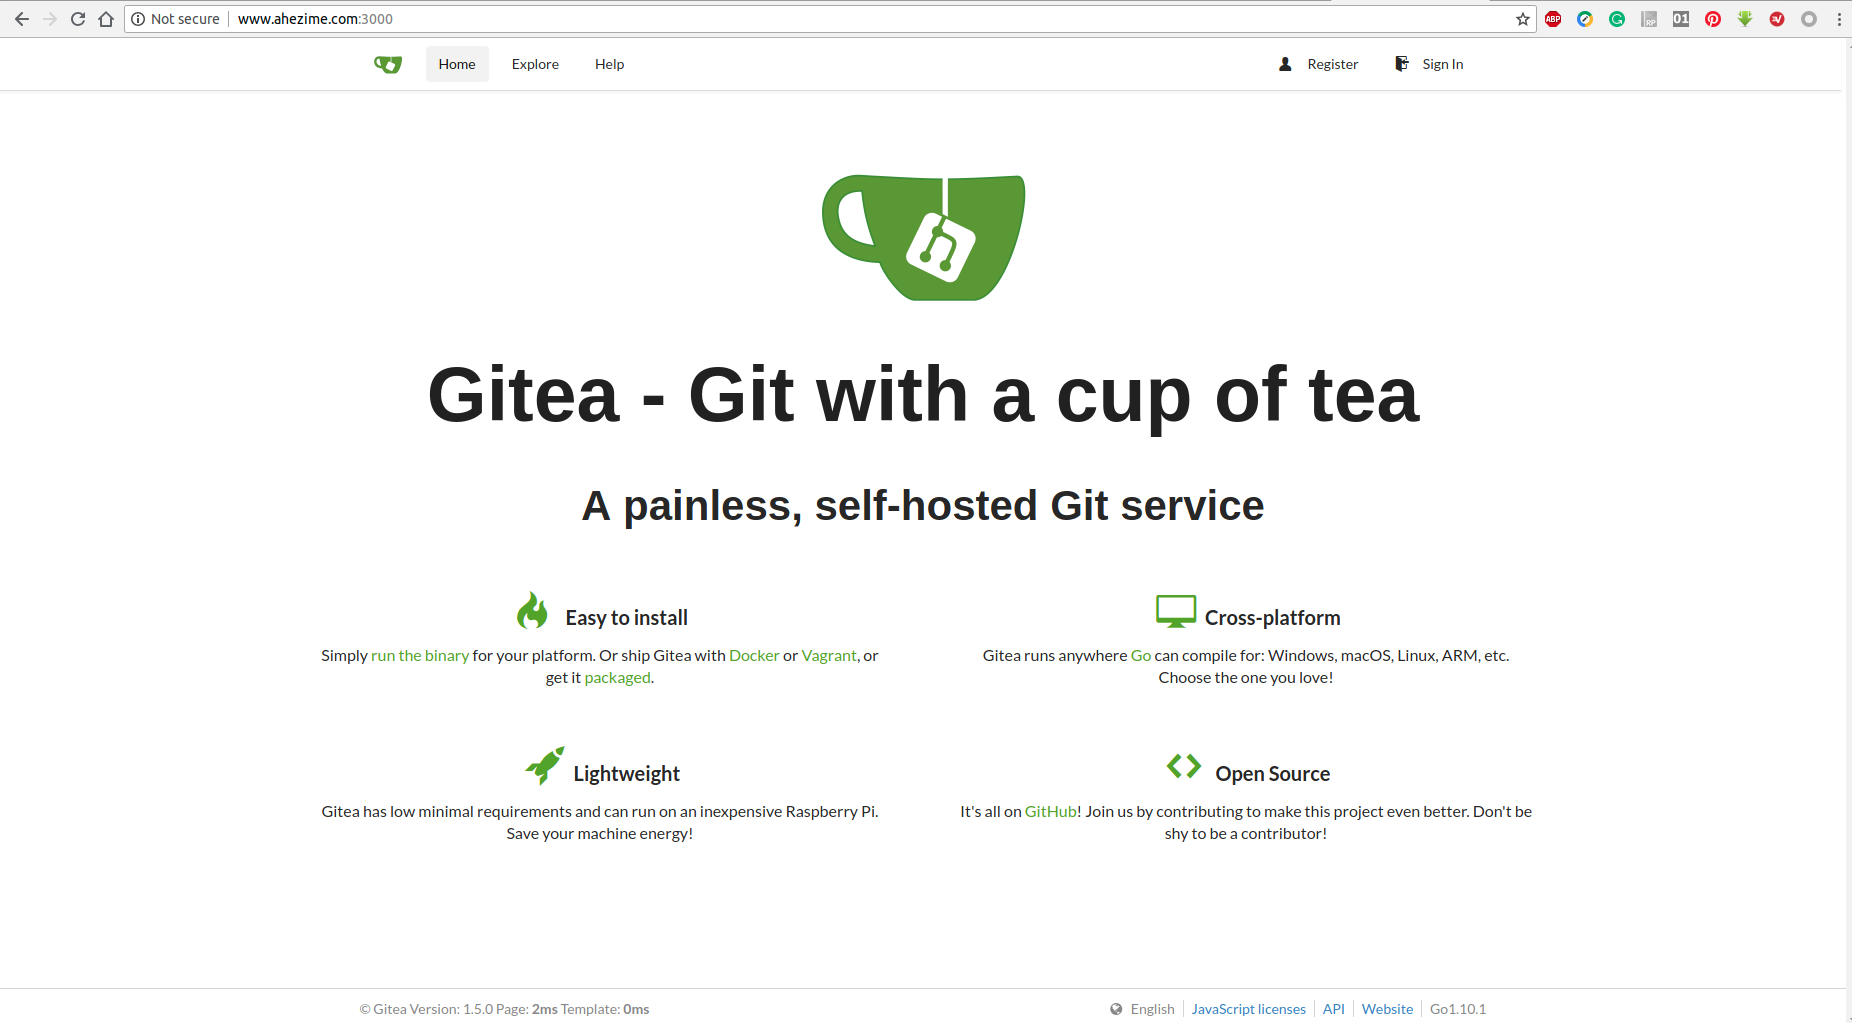 Not secure www.ahezime.com:3000
ABP RP 01
Home Explore Help Register Sign In
Gitea - Git with a cup of tea
A painless, self-hosted Git service
Easy to install
Simply run the binary for your platform. Or ship Gitea with Docker or Vagrant, or
get it packaged.
Cross-platform
Gitea runs anywhere Go can compile for: Windows, macOS, Linux, ARM, etc.
Choose the one you love!
Lightweight
Gitea has low minimal requirements and can run on an inexpensive Raspberry Pi.
Save your machine energy!
Open Source
It's all on GitHub! Join us by contributing to make this project even better. Don't be
shy to be a contributor!
© Gitea Version: 1.5.0 Page: 2ms Template: 0ms
English JavaScript licenses API Website Go1.10.1